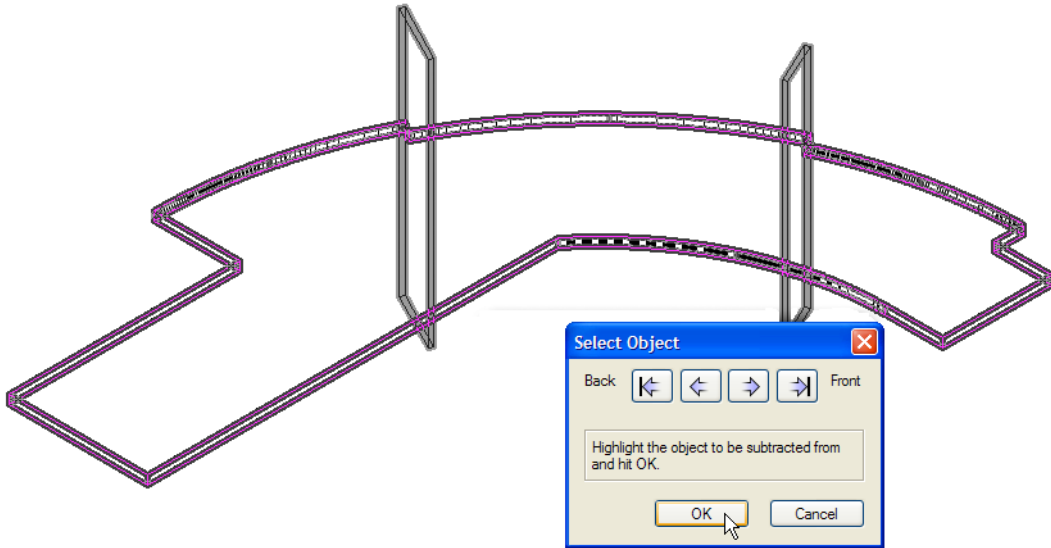 Select Object
Back Front
Highlight the object to be subtracted from
and hit OK.
OK Cancel